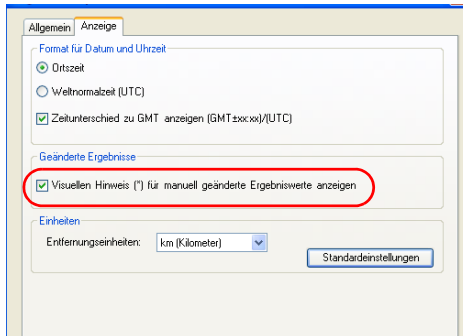 Allgemein Anzeige
Format für Datum und Uhrzeit
Ortszeit
Weltnormalzeit (UTC)
Zeitunterschied zu GMT anzeigen (GMT±xx:xx)/(UTC)
Geänderte Ergebnisse
Visuellen Hinweis (*) für manuell geänderte Ergebniswerte anzeigen
Einheiten
Entfernungseinheiten: km (Kilometer)
Standardeinstellungen